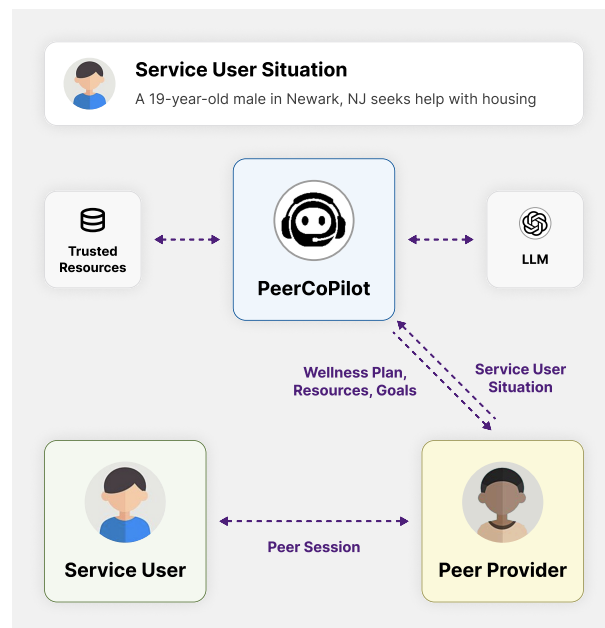 Service User Situation
A 19-year-old male in Newark, NJ seeks help with housing
Trusted
Resources
PeerCoPilot
LLM
Wellness Plan,
Resources, Goals
Service User
Situation
Service User
Peer Session
Peer Provider